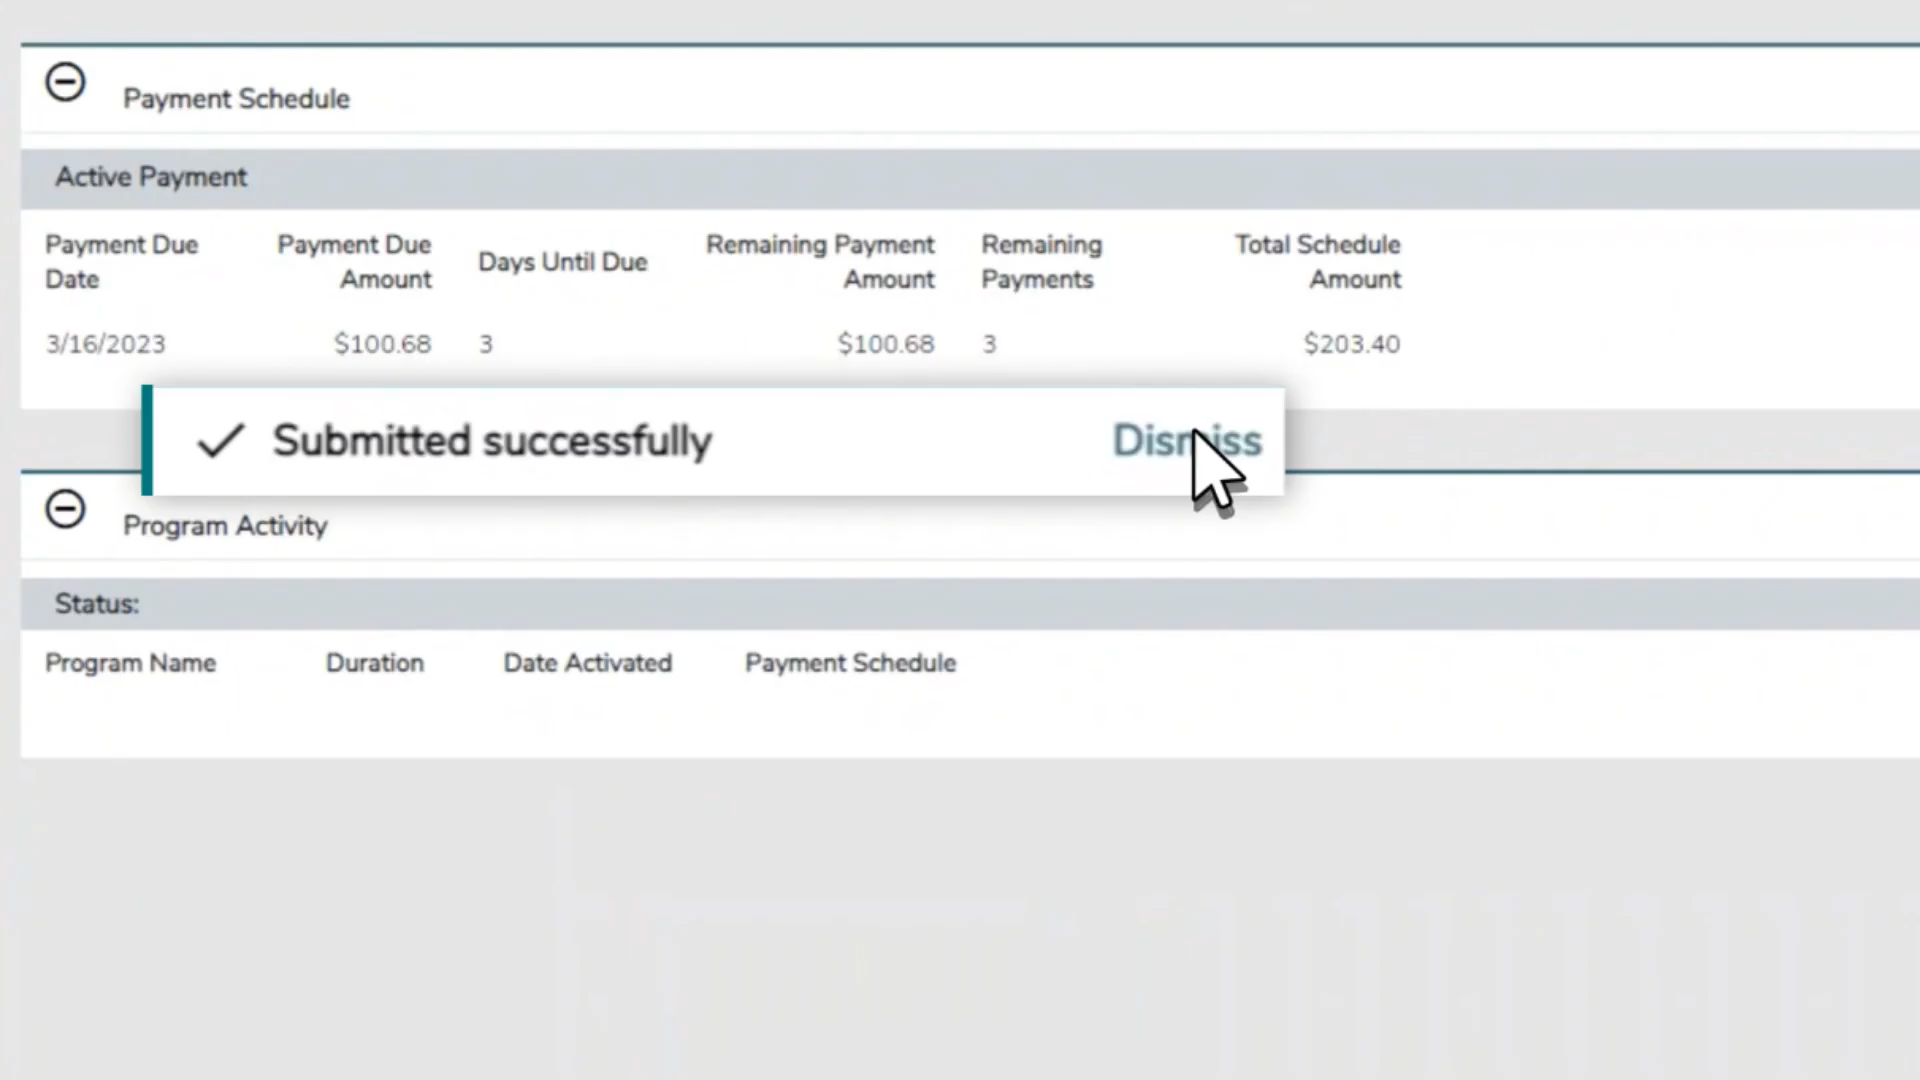 Payment Schedule
Active Payment
Payment Due Date
Payment Due Amount
Days Until Due
Remaining Payment Amount
Remaining Payments
Total Schedule Amount
3/16/2023 $100.68 3 $100.68 3 $203.40
Submitted successfully Dismiss
Program Activity
Status:
Program Name Duration Date Activated Payment Schedule